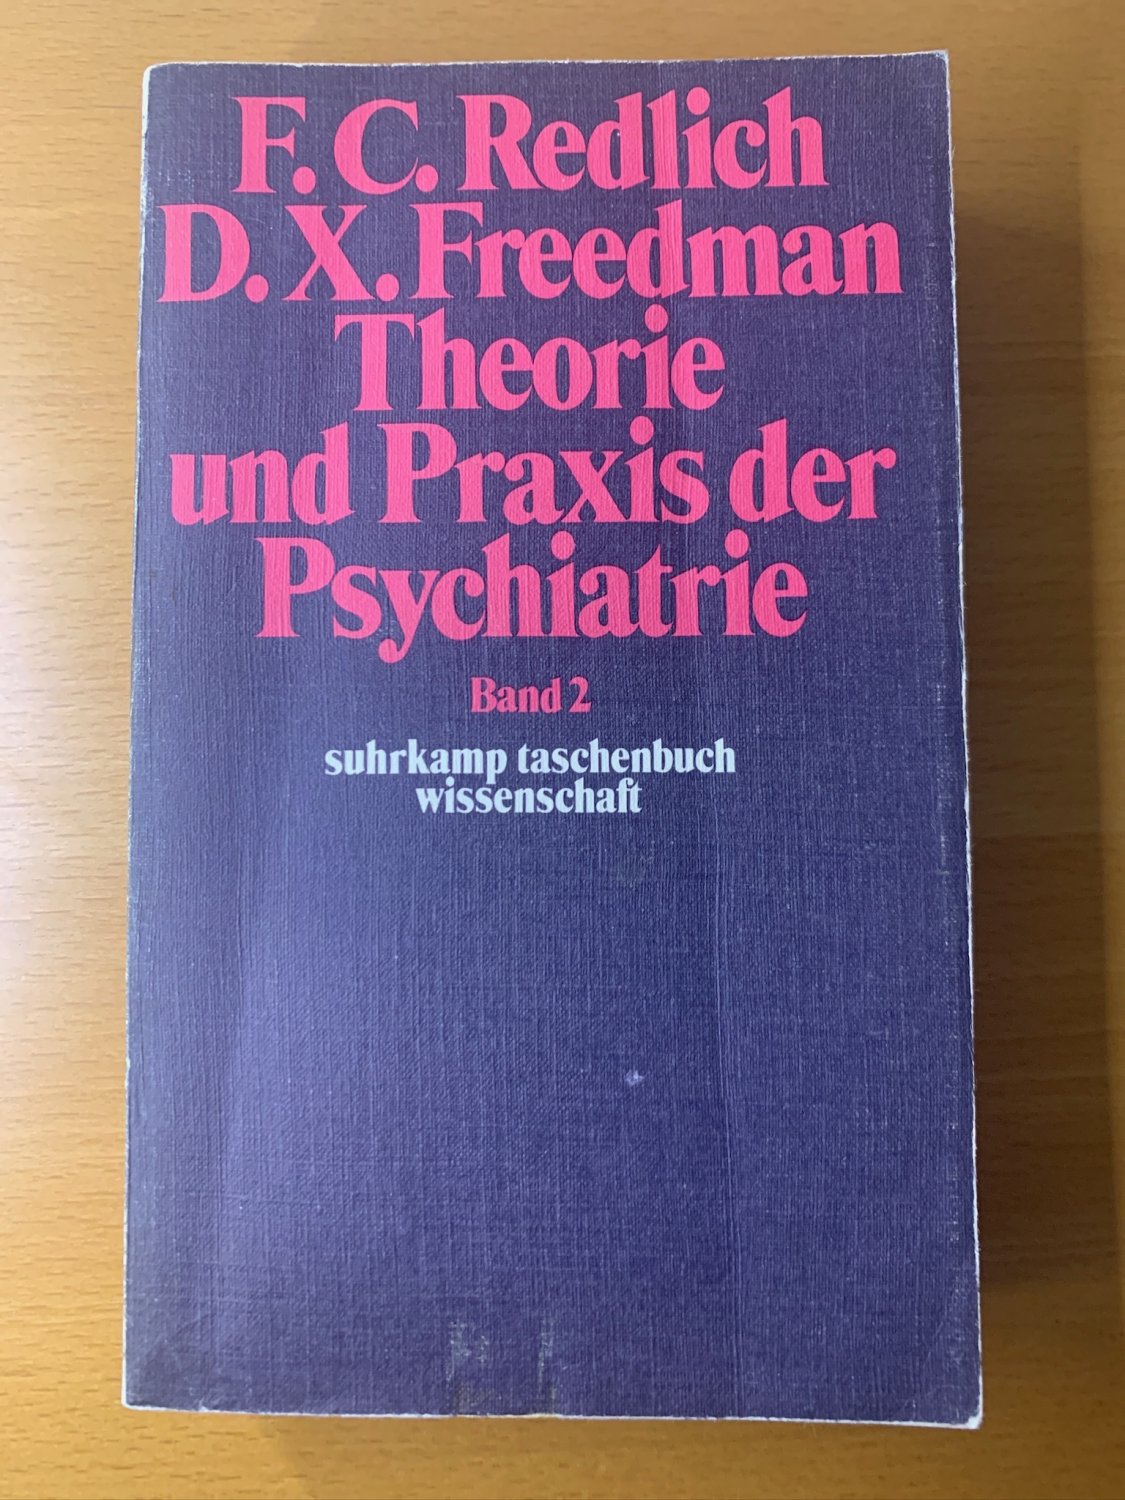 F. C. Redlich
D. X. Freedman
Theorie
und Praxis der
Psychiatrie
Band 2
suhrkamp taschenbuch
wissenschaft